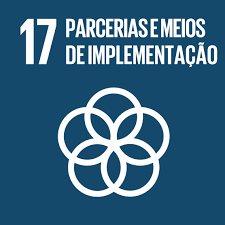 17 PARCERIAS E MEIOS
DE IMPLEMENTAÇÃO